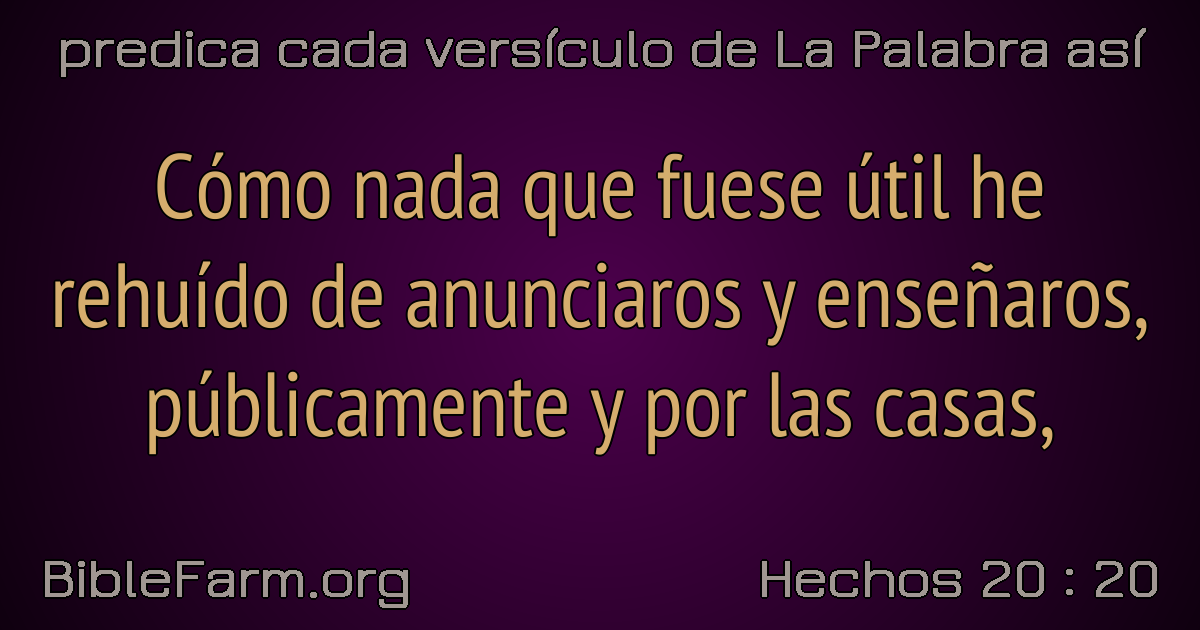 predica cada versículo de La Palabra así
Cómo nada que fuese útil he
rehuído de anunciaros y enseñaros,
públicamente y por las casas,
BibleFarm.org
Hechos 20 : 20